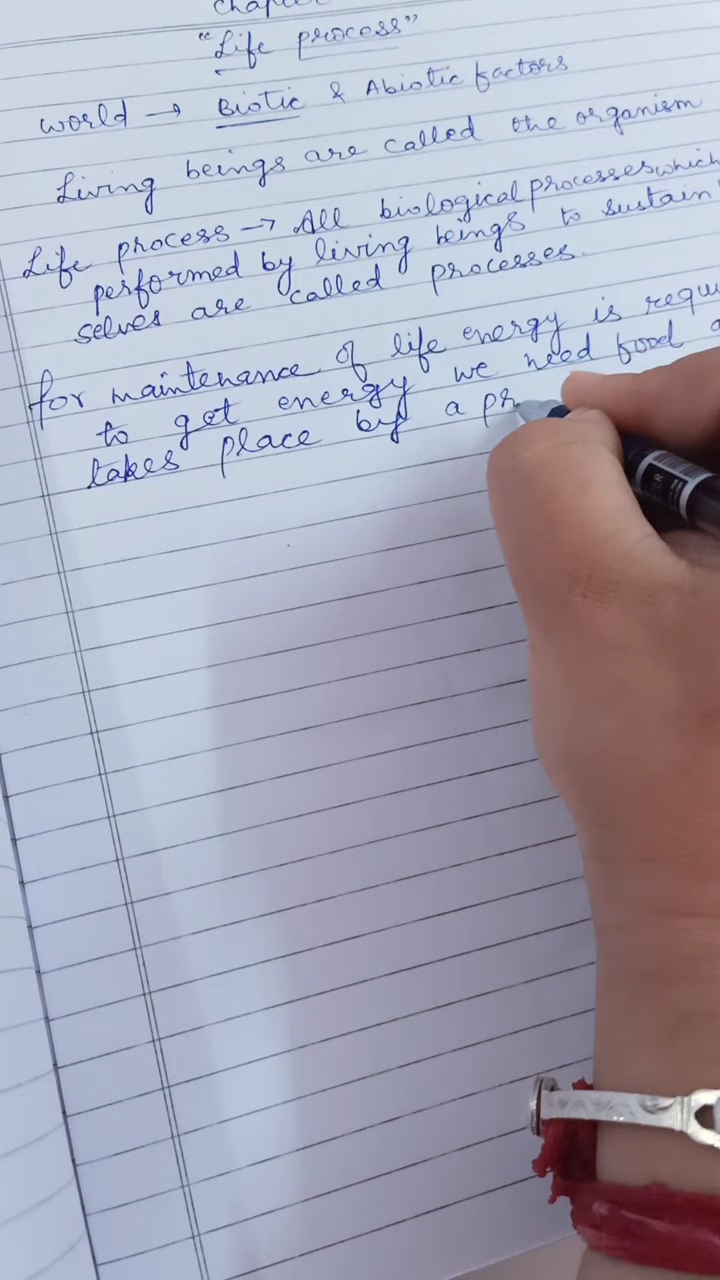 "Life process"
world → Biotic & Abiotic factors
Living beings are called the organism
Life process → All biological processes which
performed by living beings to sustain
selves are called processes.
for maintenance of life energy is requ
to get energy we need food a
takes place by a pr